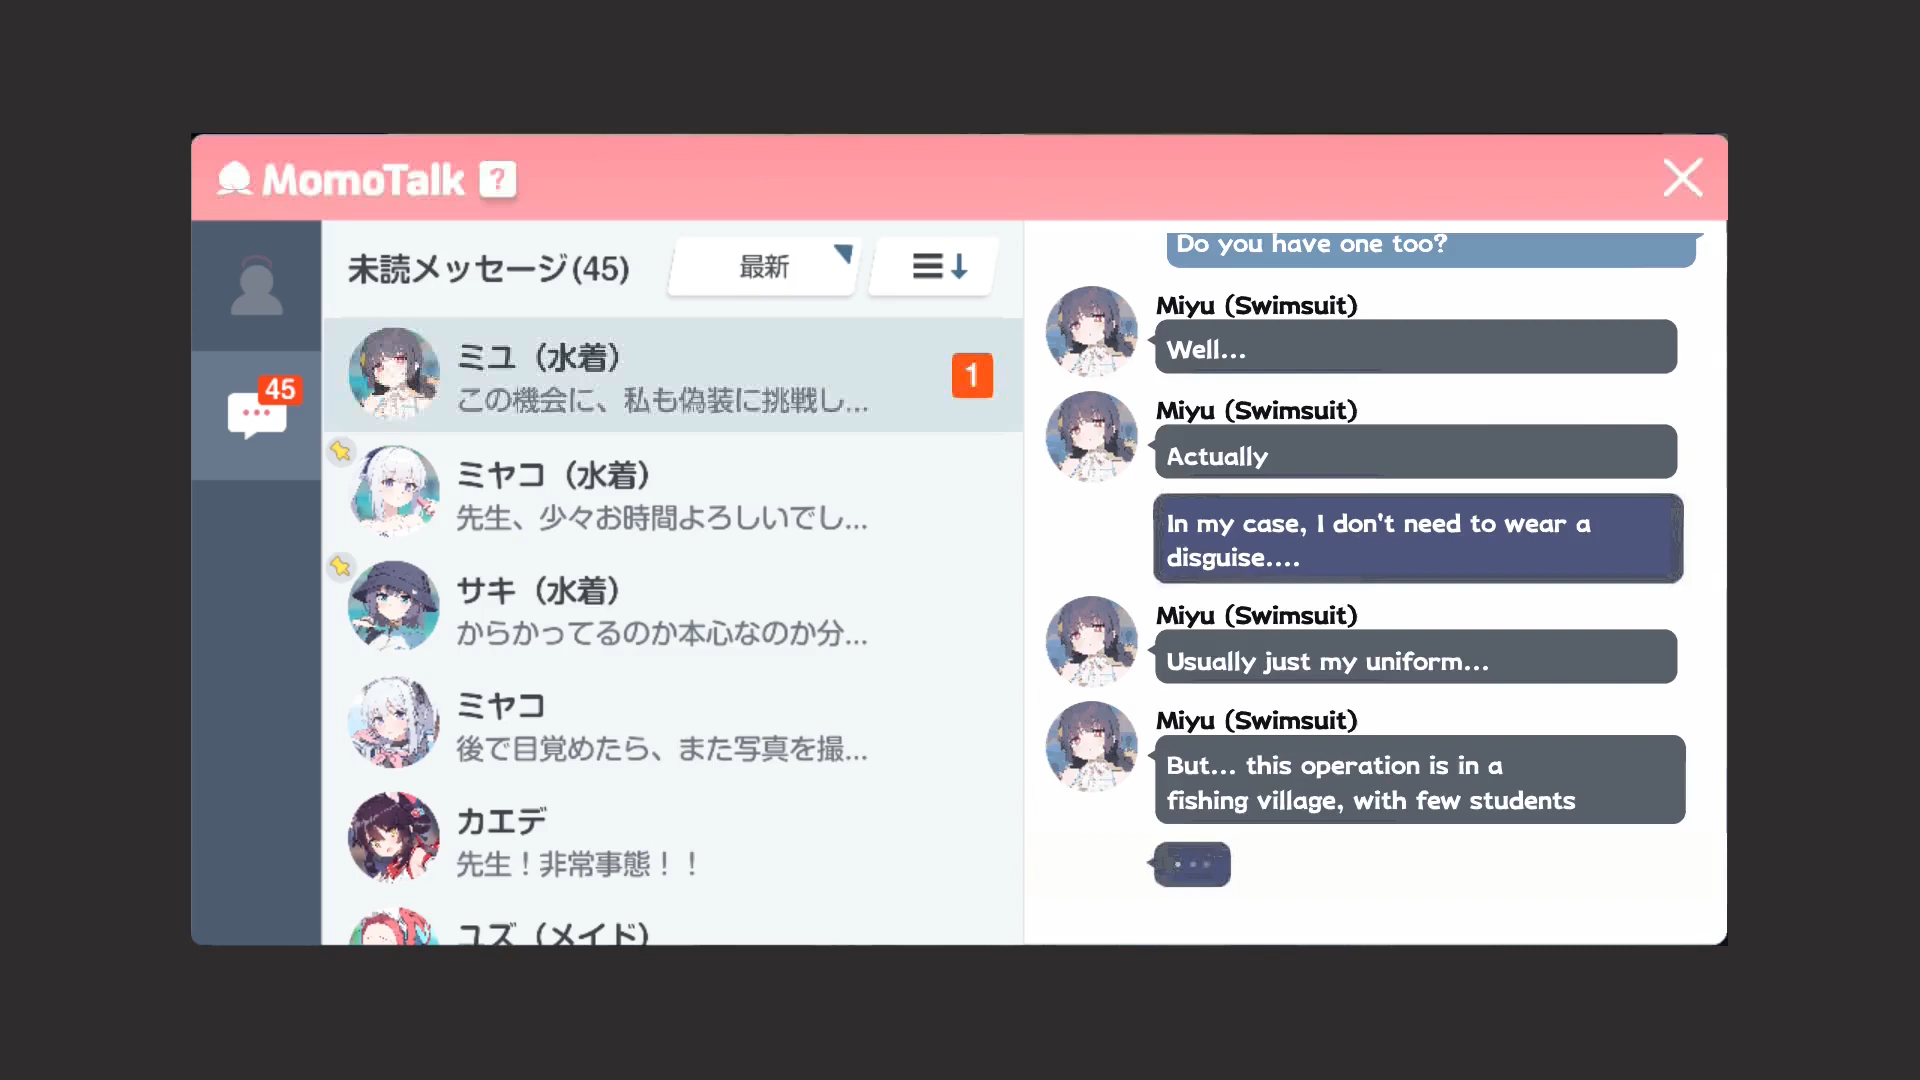 MomoTalk ?
45
未読メッセージ(45)
最新
ミユ（水着）
この機会に、私も偽装に挑戦し...
1
ミヤコ（水着）
先生、少々お時間よろしいでし...
サキ（水着）
からかってるのか本心なのか分...
ミヤコ
後で目覚めたら、また写真を撮...
カエデ
先生！非常事態！！
ユズ（メイド）
Do you have one too?
Miyu (Swimsuit)
Well...
Miyu (Swimsuit)
Actually
In my case, I don't need to wear a
disguise....
Miyu (Swimsuit)
Usually just my uniform...
Miyu (Swimsuit)
But... this operation is in a
fishing village, with few students
...